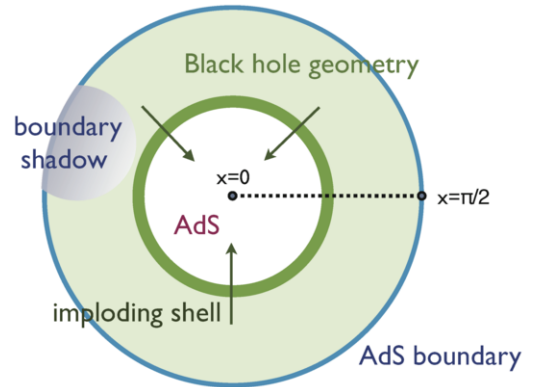 Black hole geometry
boundary
shadow
x=0
x=π/2
AdS
imploding shell
AdS boundary